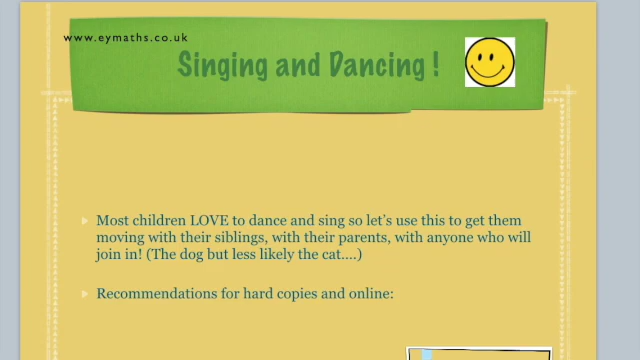 www.eymaths.co.uk
Singing and Dancing !
Most children LOVE to dance and sing so let’s use this to get them
moving with their siblings, with their parents, with anyone who will
join in! (The dog but less likely the cat....)
Recommendations for hard copies and online: